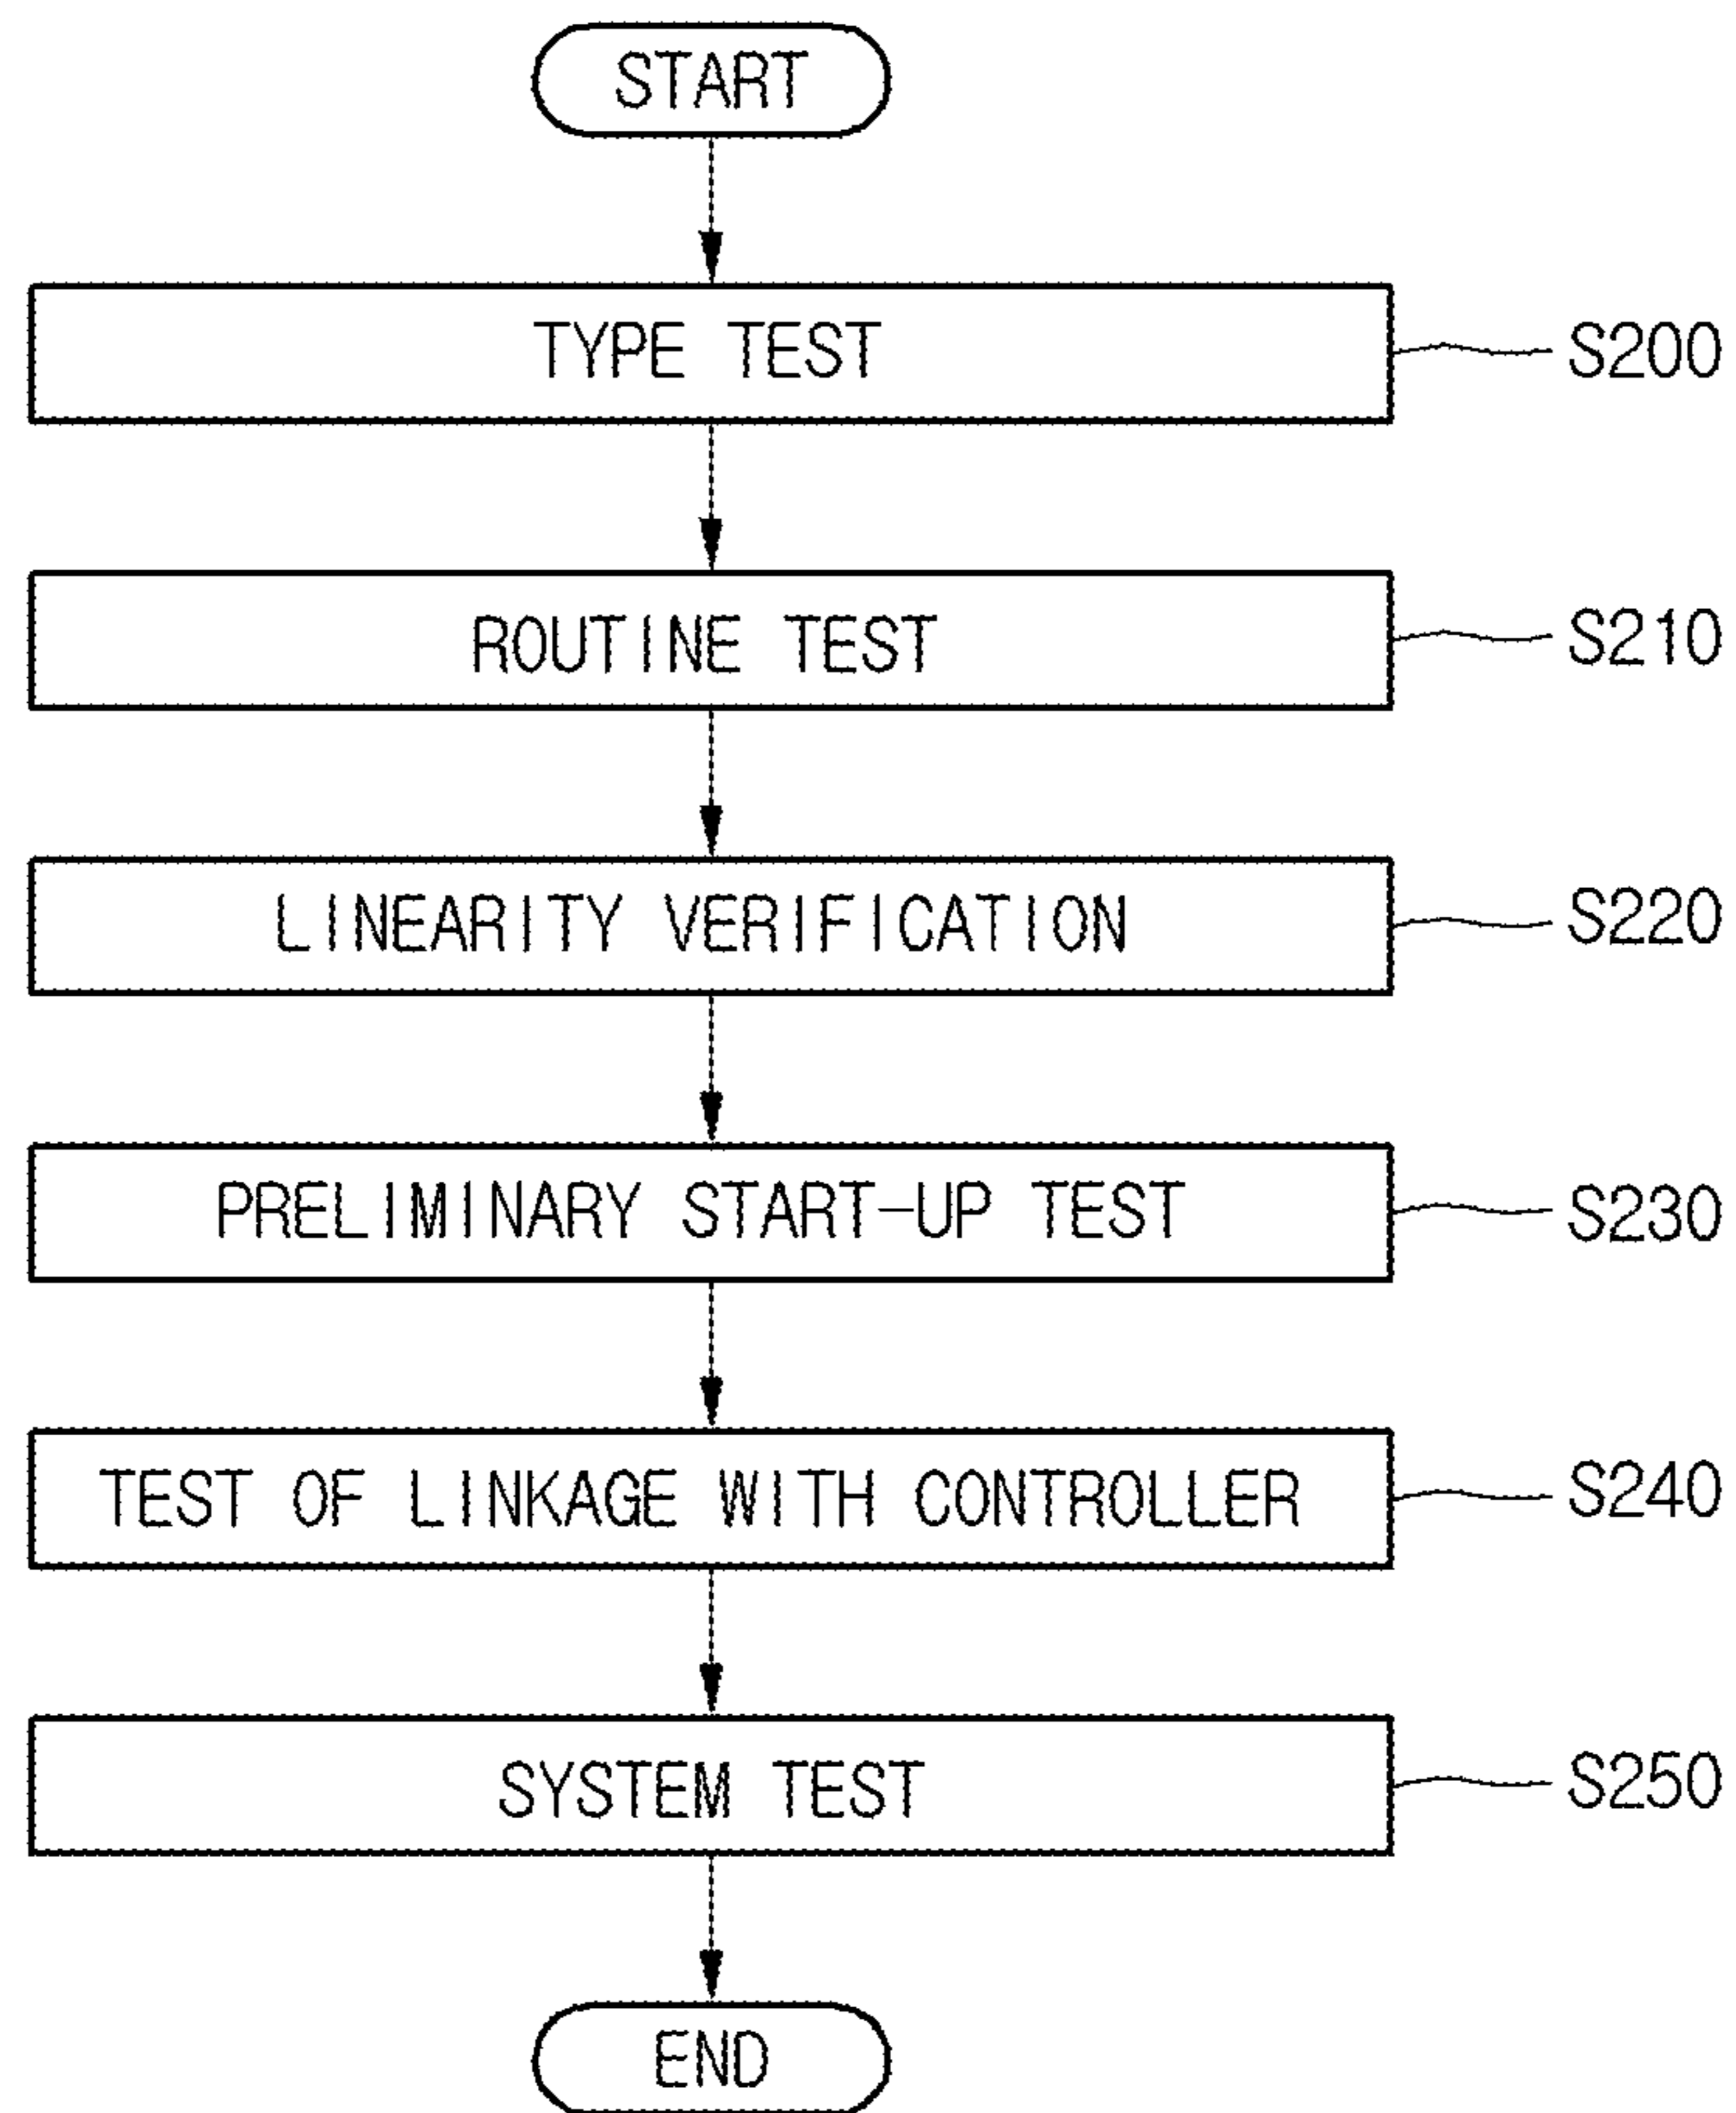 START
TYPE TEST
S200
ROUTINE TEST
S210
LINEARITY VERIFICATION
S220
PRELIMINARY START-UP TEST
S230
TEST OF LINKAGE WITH CONTROLLER
S240
SYSTEM TEST
S250
END